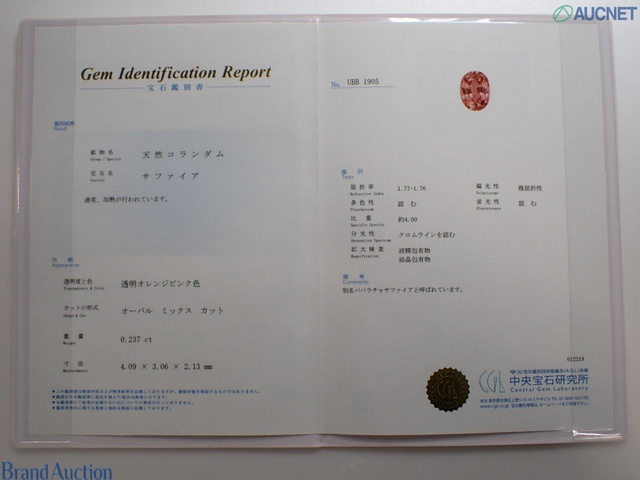 AUCNET
Gem Identification Report
宝石鑑別書
鑑別結果
Result
鉱物名 天然コランダム
Group / Species
宝石名 サファイア
Variety
通常、加熱が行われています。
外観
Appearance
透明度と色 透明オレンジピンク色
Transparency & Color
カットの形式 オーバル ミックス カット
Shape & Cut
重量 0.237 ct
Weight
寸法 4.09 × 3.06 × 2.13 mm
Measurements
No. UBB 1905
鑑別
Tests
屈折率 1.77-1.76 偏光性 複屈折性
Refractive Index Polariscope
多色性 認む 蛍光性 認む
Pleochroism Fluorescence
比重 約4.00
Specific Gravity
分光性 クロムラインを認む
Absorption Spectrum
拡大検査 液膜包有物
Magnification 結晶包有物
備考
Comments
別名パパラチャサファイアと呼ばれています。
012219
CGL 中央宝石研究所
Central Gem Laboratory
CGL
Brand Auction